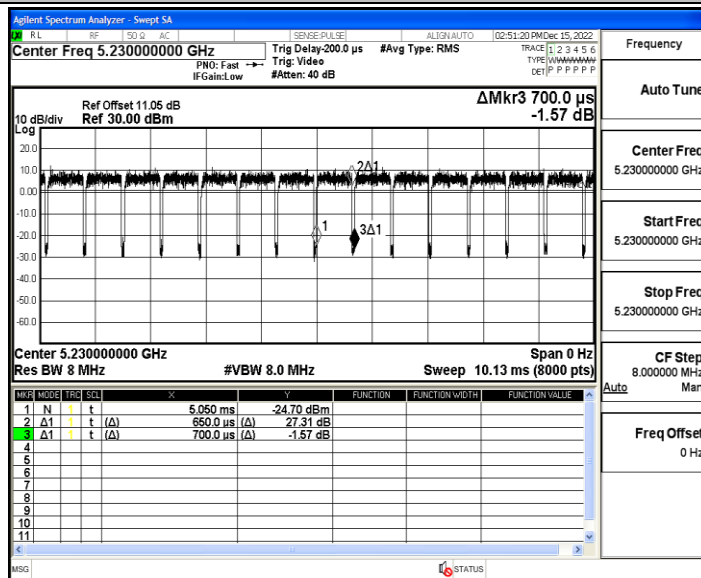 Agilent Spectrum Analyzer - Swept SA
RL RF 50 Ω AC SENSE:PULSE ALIGN AUTO 02:51:20 PM Dec 15, 2022
Center Freq 5.230000000 GHz
PNO: Fast
IFGain:Low
Trig Delay-200.0 µs
Trig: Video
#Atten: 40 dB
#Avg Type: RMS
TRACE 1 2 3 4 5 6
TYPE
DET P P P P P P
Frequency
Auto Tune
Center Freq
5.230000000 GHz
Start Freq
5.230000000 GHz
Stop Freq
5.230000000 GHz
CF Step
8.000000 MHz
Auto Man
Freq Offset
0 Hz
10 dB/div
Log
Ref Offset 11.05 dB
Ref 30.00 dBm
ΔMkr3 700.0 µs
-1.57 dB
20.0
10.0
0.00
-10.0
-20.0
-30.0
-40.0
-50.0
-60.0
2Δ1
1
3Δ1
Center 5.230000000 GHz Span 0 Hz
Res BW 8 MHz #VBW 8.0 MHz Sweep 10.13 ms (8000 pts)
MKR MODE TRC SCL X Y FUNCTION FUNCTION WIDTH FUNCTION VALUE
1 N 1 t 5.050 ms -24.70 dBm
2 Δ1 1 t (Δ) 650.0 µs (Δ) 27.31 dB
3 Δ1 1 t (Δ) 700.0 µs (Δ) -1.57 dB
4
5
6
7
8
9
10
11
MSG STATUS